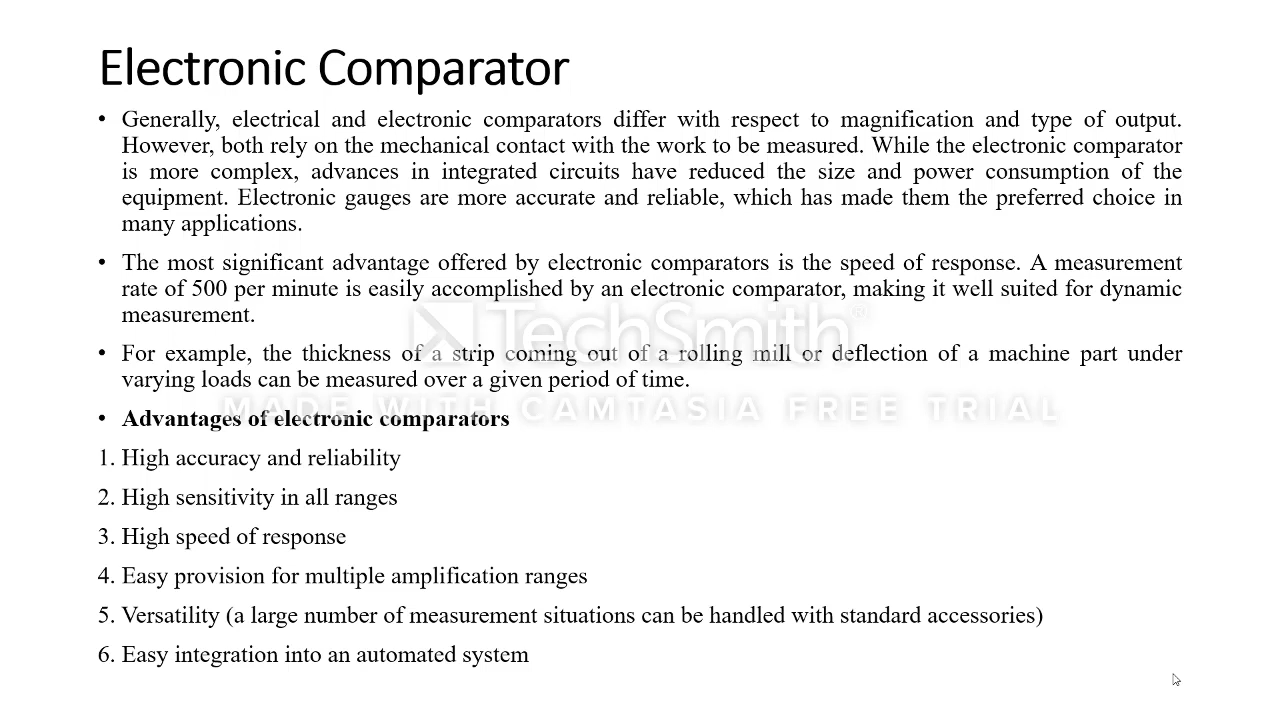 Electronic Comparator
• Generally, electrical and electronic comparators differ with respect to magnification and type of output.
However, both rely on the mechanical contact with the work to be measured. While the electronic comparator
is more complex, advances in integrated circuits have reduced the size and power consumption of the
equipment. Electronic gauges are more accurate and reliable, which has made them the preferred choice in
many applications.
• The most significant advantage offered by electronic comparators is the speed of response. A measurement
rate of 500 per minute is easily accomplished by an electronic comparator, making it well suited for dynamic
measurement.
TechSmith®
• For example, the thickness of a strip coming out of a rolling mill or deflection of a machine part under
varying loads can be measured over a given period of time.
MADE WITH CAMTASIA FREE TRIAL
• Advantages of electronic comparators
1. High accuracy and reliability
2. High sensitivity in all ranges
3. High speed of response
4. Easy provision for multiple amplification ranges
5. Versatility (a large number of measurement situations can be handled with standard accessories)
6. Easy integration into an automated system